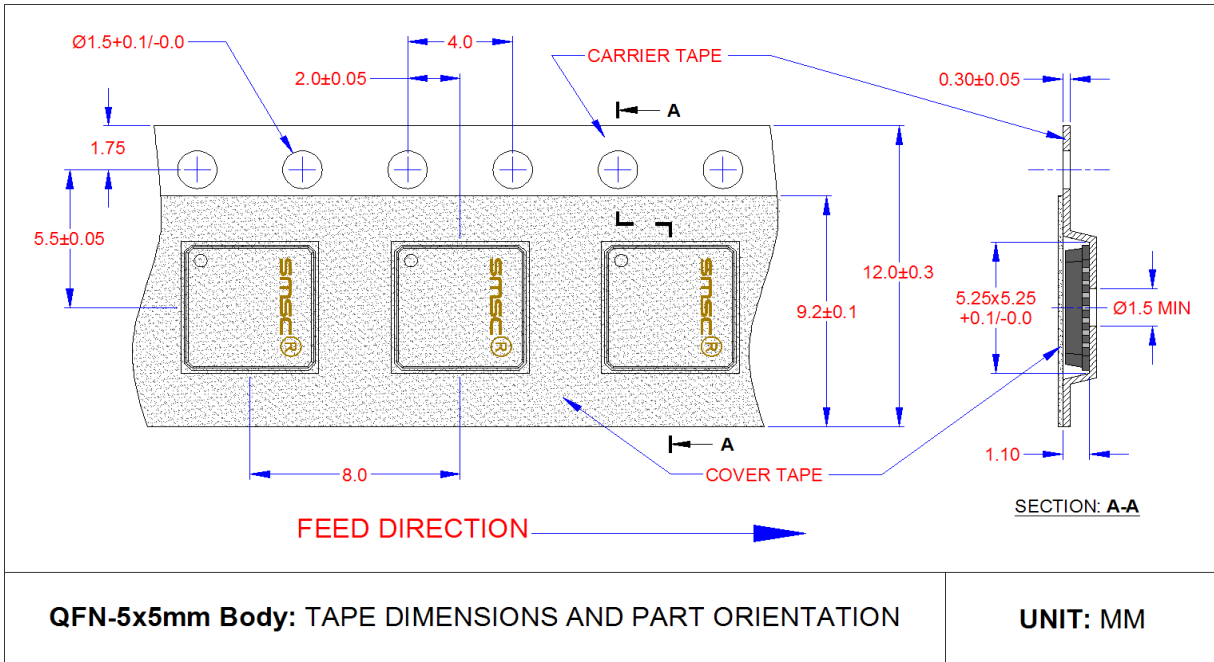 Ø1.5+0.1/-0.0
4.0
CARRIER TAPE
2.0±0.05
0.30±0.05
A
1.75
5.5±0.05
12.0±0.3
9.2±0.1
5.25x5.25
+0.1/-0.0
Ø1.5 MIN
smsc®
smsc®
smsc®
A
8.0
COVER TAPE
1.10
SECTION: A-A
FEED DIRECTION
QFN-5x5mm Body: TAPE DIMENSIONS AND PART ORIENTATION
UNIT: MM